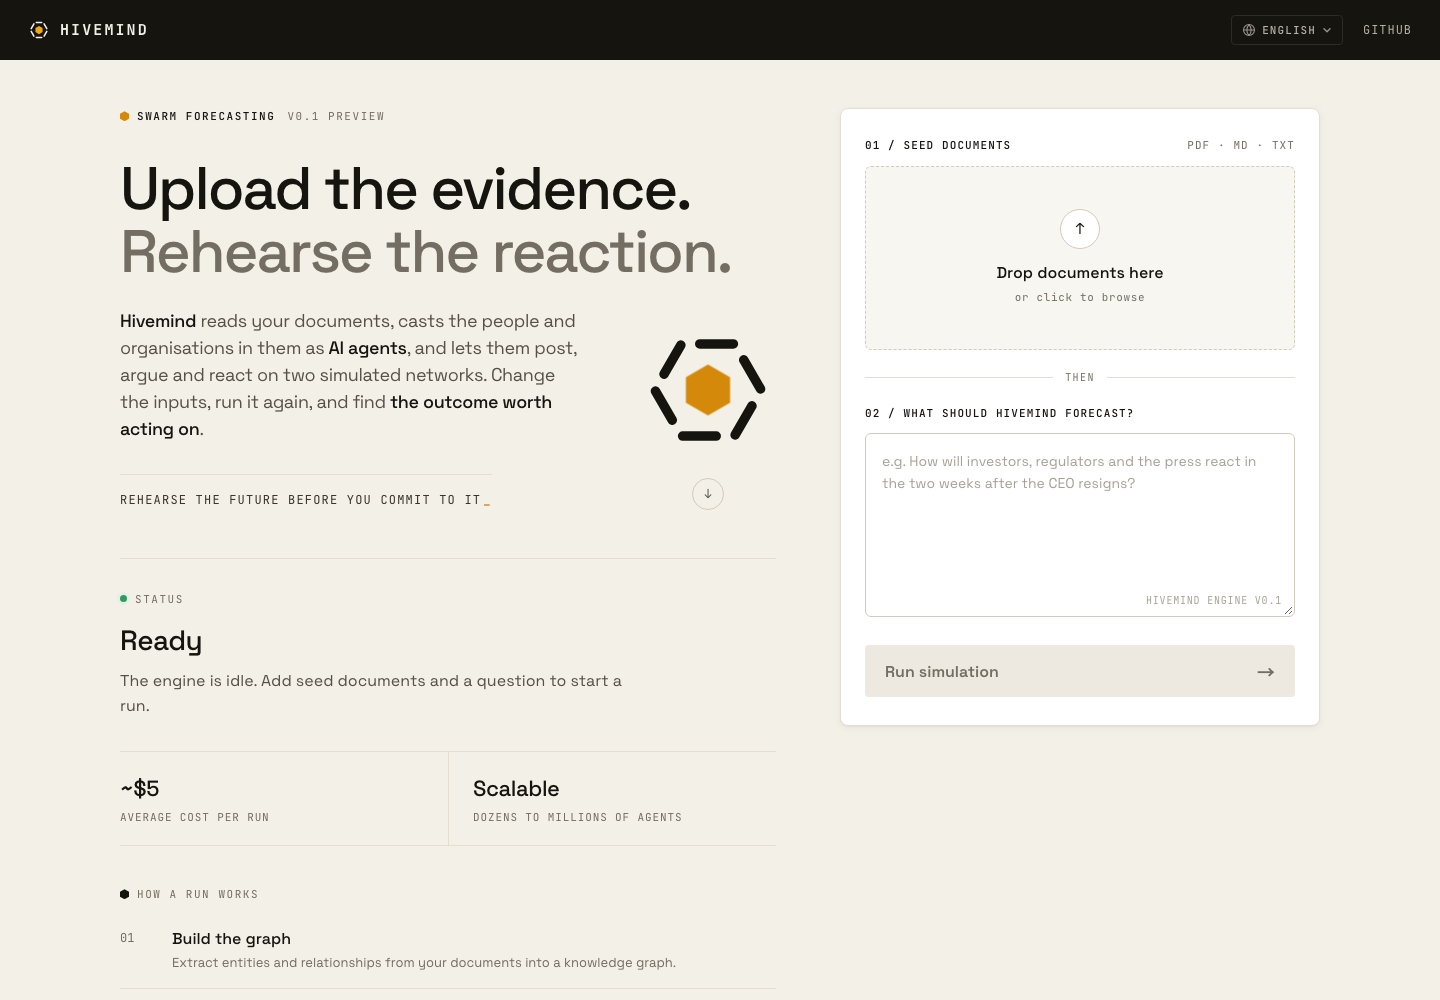 HIVEMIND
ENGLISH
GITHUB
SWARM FORECASTING V0.1 PREVIEW
Upload the evidence.
Rehearse the reaction.
Hivemind reads your documents, casts the people and
organisations in them as AI agents, and lets them post,
argue and react on two simulated networks. Change
the inputs, run it again, and find the outcome worth
acting on.
REHEARSE THE FUTURE BEFORE YOU COMMIT TO IT_
STATUS
Ready
The engine is idle. Add seed documents and a question to start a
run.
~$5
AVERAGE COST PER RUN
Scalable
DOZENS TO MILLIONS OF AGENTS
HOW A RUN WORKS
01 Build the graph
Extract entities and relationships from your documents into a knowledge graph.
01 / SEED DOCUMENTS
PDF · MD · TXT
Drop documents here
or click to browse
THEN
02 / WHAT SHOULD HIVEMIND FORECAST?
e.g. How will investors, regulators and the press react in
the two weeks after the CEO resigns?
HIVEMIND ENGINE V0.1
Run simulation →